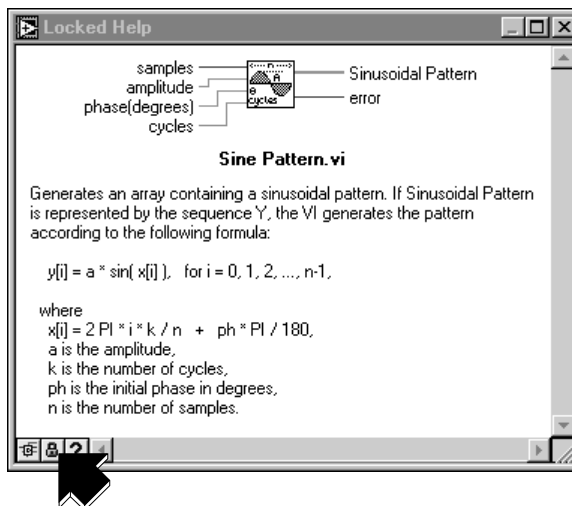 Locked Help
samples
amplitude
phase(degrees)
cycles
n
A
θ
cycles
Sinusoidal Pattern
error
Sine Pattern.vi
Generates an array containing a sinusoidal pattern. If Sinusoidal Pattern
is represented by the sequence Y, the VI generates the pattern
according to the following formula:
y[i] = a * sin( x[i] ),   for i = 0, 1, 2, ..., n-1,
where
x[i] = 2 PI * i * k / n   +   ph * PI / 180,
a is the amplitude,
k is the number of cycles,
ph is the initial phase in degrees,
n is the number of samples.
?